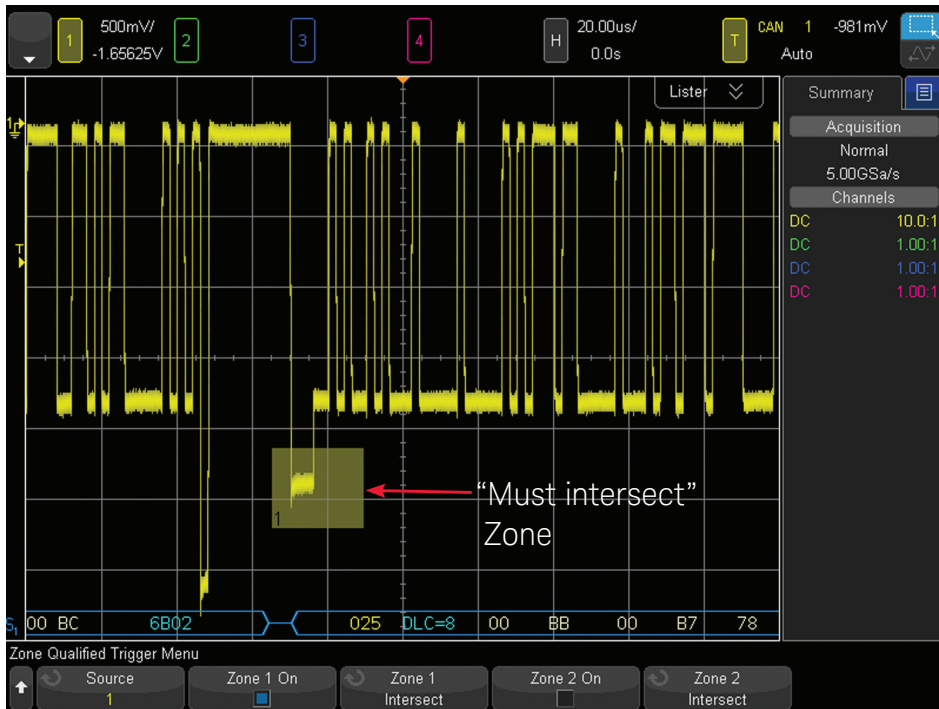 1 500mV/ 2 3 4 H 20.00us/ T CAN 1 -981mV
-1.65625V 0.0s Auto
Lister
Summary
Acquisition
Normal
5.00GSa/s
Channels
DC 10.0:1
DC 1.00:1
DC 1.00:1
DC 1.00:1
1
T
"Must intersect"
Zone
1
S1 00 BC 6B02 025 DLC=8 00 BB 00 B7 78
Zone Qualified Trigger Menu
Source Zone 1 On Zone 1 Zone 2 On Zone 2
1 Intersect Intersect